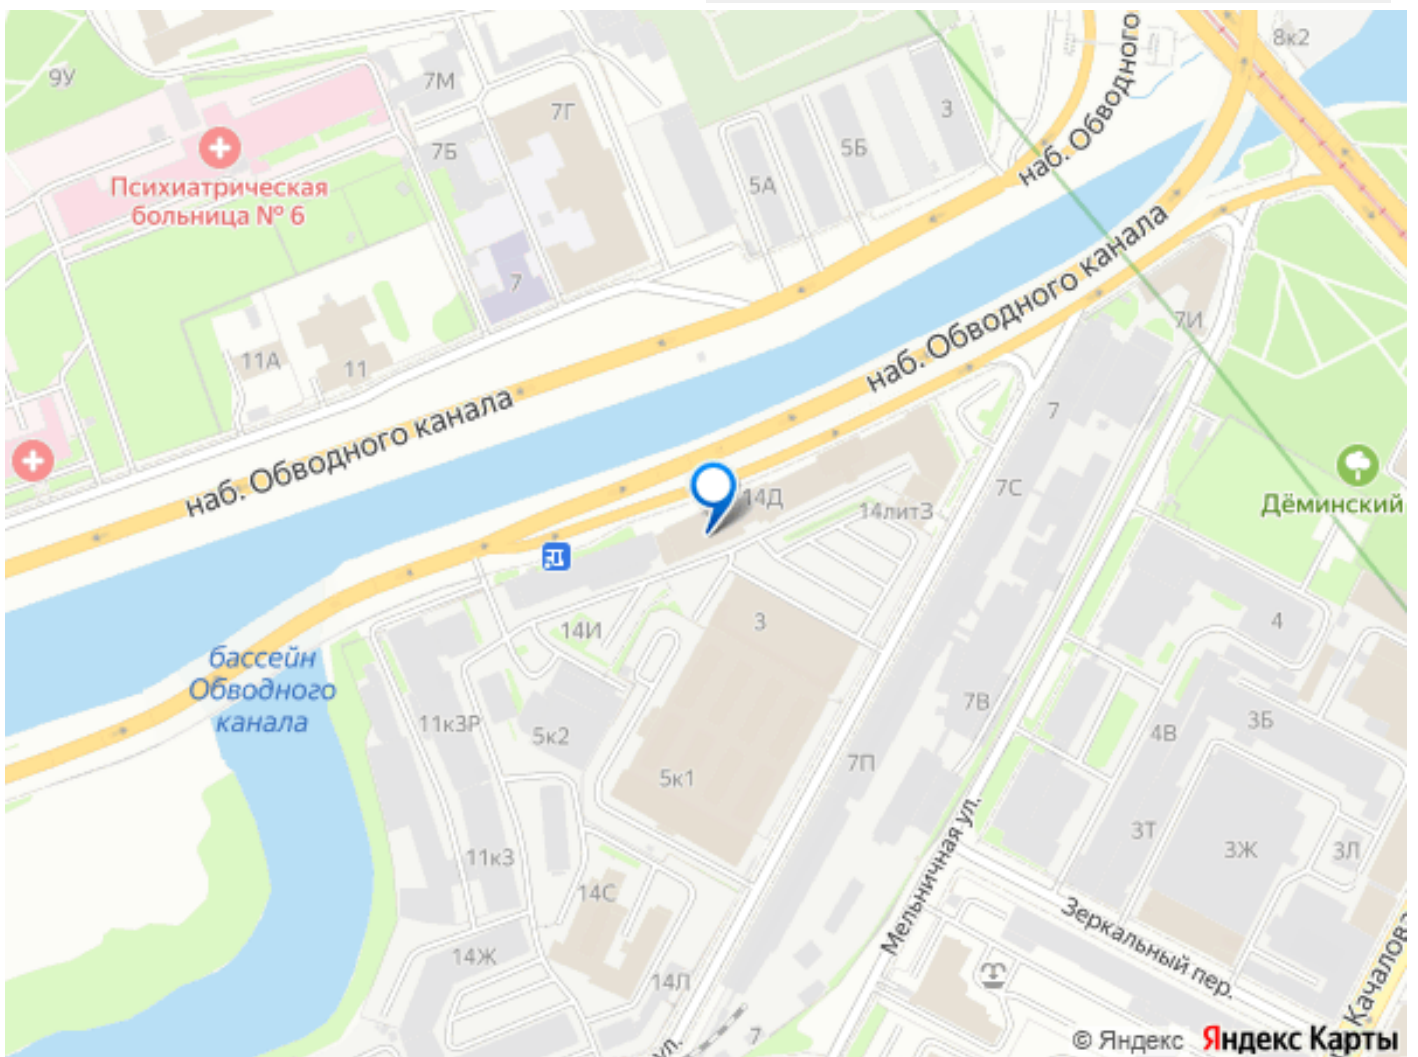 8к2
9У
7М
7Г
3
наб. Обводного
7Б
5Б
5А
Психиатрическая
больница № 6
7
наб. Обводного канала
7И
11А
11
7
наб. Обводного канала
Дёминский
14Д
7С
14литЗ
14И
3
4
бассейн
Обводного
канала
11к3Р
5к2
7В
3Б
4В
5к1
7П
3Т
3Ж
3Л
11к3
Мельничная ул.
14С
Зеркальный пер.
14Ж
14Л
Качалова
7
ул.
© Яндекс Яндекс Карты